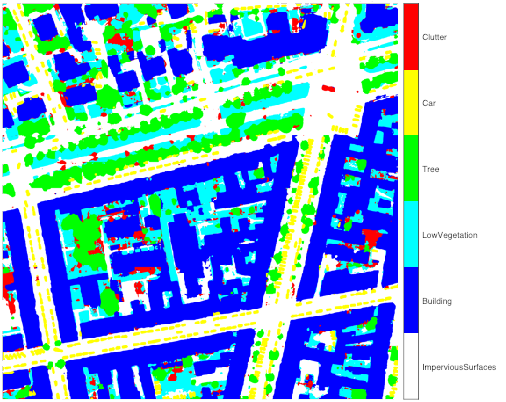 Clutter
Car
Tree
LowVegetation
Building
ImperviousSurfaces